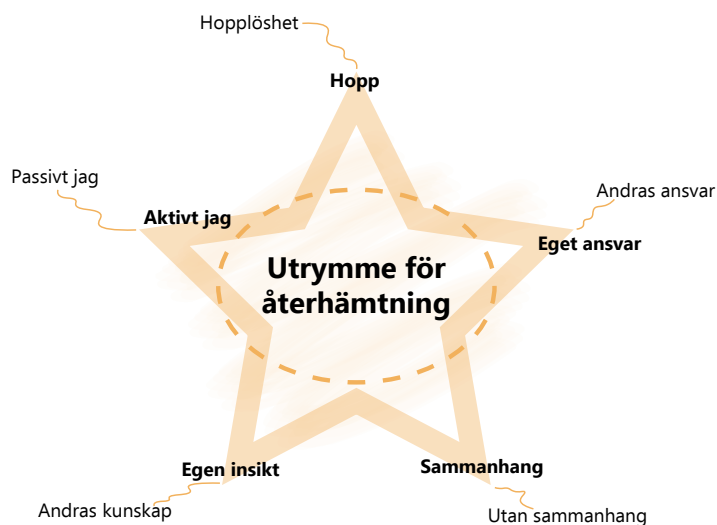 Hopplöshet
Hopp
Passivt jag
Andras ansvar
Aktivt jag
Eget ansvar
Utrymme för
återhämtning
Egen insikt
Sammanhang
Andras kunskap
Utan sammanhang